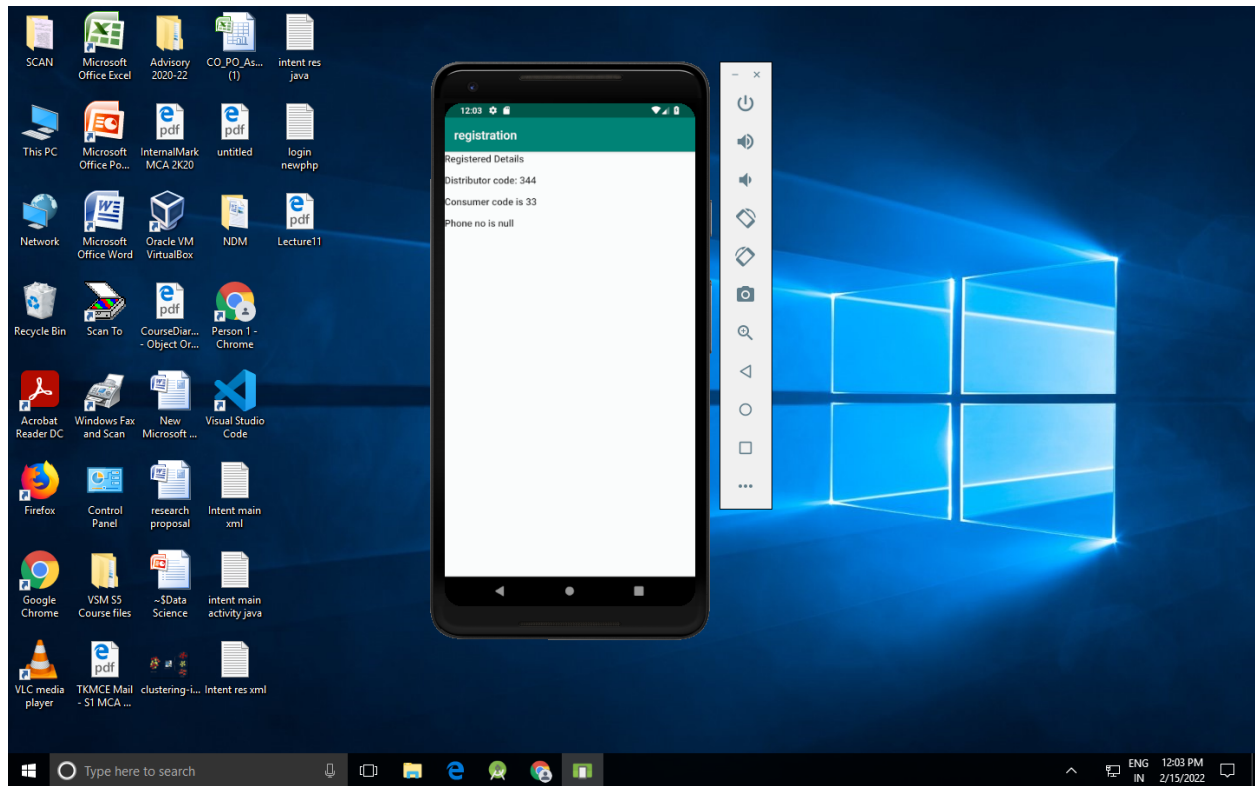 SCAN
Microsoft
Office Excel
Advisory
2020-22
CO_PO_As...
(1)
intent res
java
This PC
Microsoft
Office Po...
pdf
InternalMark
MCA 2K20
pdf
untitled
login
newphp
Network
Microsoft
Office Word
Oracle VM
VirtualBox
NDM
pdf
Lecture11
Recycle Bin
Scan To
pdf
CourseDiar...
- Object Or...
Person 1 -
Chrome
Acrobat
Reader DC
Windows Fax
and Scan
New
Microsoft ...
Visual Studio
Code
Firefox
Control
Panel
research
proposal
Intent main
xml
Google
Chrome
VSM S5
Course files
~$Data
Science
intent main
activity java
VLC media
player
pdf
TKMCE Mail
- S1 MCA ...
clustering-i...
Intent res xml
12:03
registration
Registered Details
Distributor code: 344
Consumer code is 33
Phone no is null
Type here to search
ENG
IN
12:03 PM
2/15/2022